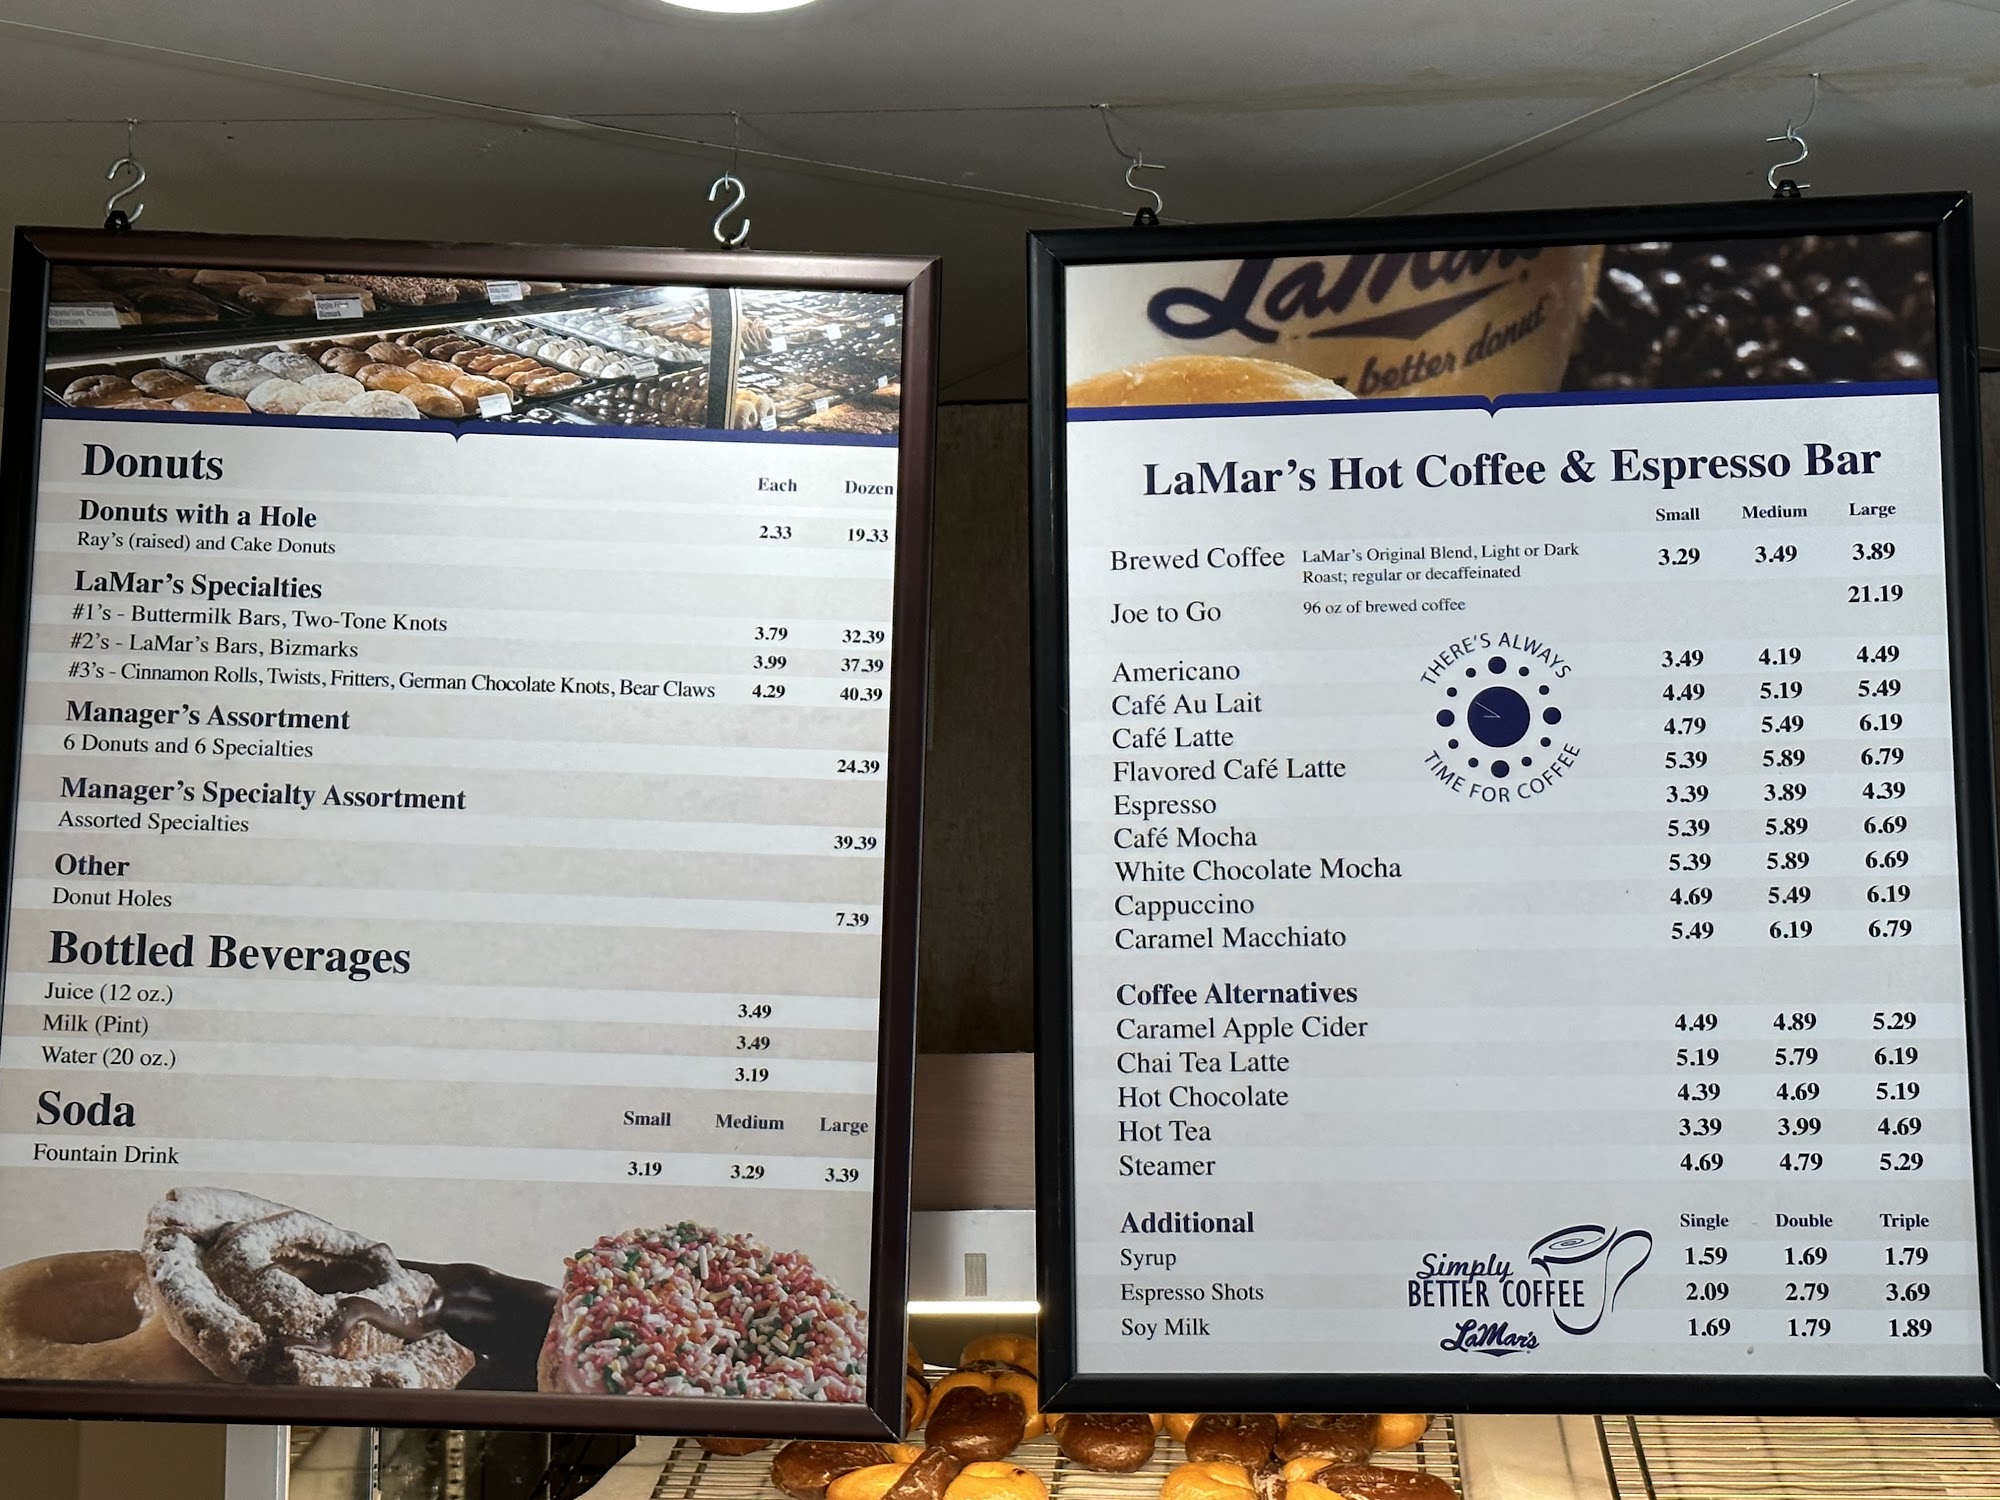 Bavarian Cream
Bizmark
Bizmark
Donuts
Each Dozen
Donuts with a Hole
Ray's (raised) and Cake Donuts 2.33 19.33
LaMar's Specialties
#1's - Buttermilk Bars, Two-Tone Knots 3.79 32.39
#2's - LaMar's Bars, Bizmarks 3.99 37.39
#3's - Cinnamon Rolls, Twists, Fritters, German Chocolate Knots, Bear Claws 4.29 40.39
Manager's Assortment
6 Donuts and 6 Specialties 24.39
Manager's Specialty Assortment
Assorted Specialties 39.39
Other
Donut Holes 7.39
Bottled Beverages
Juice (12 oz.) 3.49
Milk (Pint) 3.49
Water (20 oz.) 3.19
Soda
Small Medium Large
Fountain Drink 3.19 3.29 3.39
LaMar's
better donut
LaMar's Hot Coffee & Espresso Bar
Small Medium Large
Brewed Coffee LaMar's Original Blend, Light or Dark 3.29 3.49 3.89
Roast; regular or decaffeinated
Joe to Go 96 oz of brewed coffee 21.19
THERE'S ALWAYS
TIME FOR COFFEE
Americano 3.49 4.19 4.49
Café Au Lait 4.49 5.19 5.49
Café Latte 4.79 5.49 6.19
Flavored Café Latte 5.39 5.89 6.79
Espresso 3.39 3.89 4.39
Café Mocha 5.39 5.89 6.69
White Chocolate Mocha 5.39 5.89 6.69
Cappuccino 4.69 5.49 6.19
Caramel Macchiato 5.49 6.19 6.79
Coffee Alternatives
Caramel Apple Cider 4.49 4.89 5.29
Chai Tea Latte 5.19 5.79 6.19
Hot Chocolate 4.39 4.69 5.19
Hot Tea 3.39 3.99 4.69
Steamer 4.69 4.79 5.29
Additional Single Double Triple
Syrup 1.59 1.69 1.79
Espresso Shots 2.09 2.79 3.69
Soy Milk 1.69 1.79 1.89
Simply
BETTER COFFEE
LaMar's